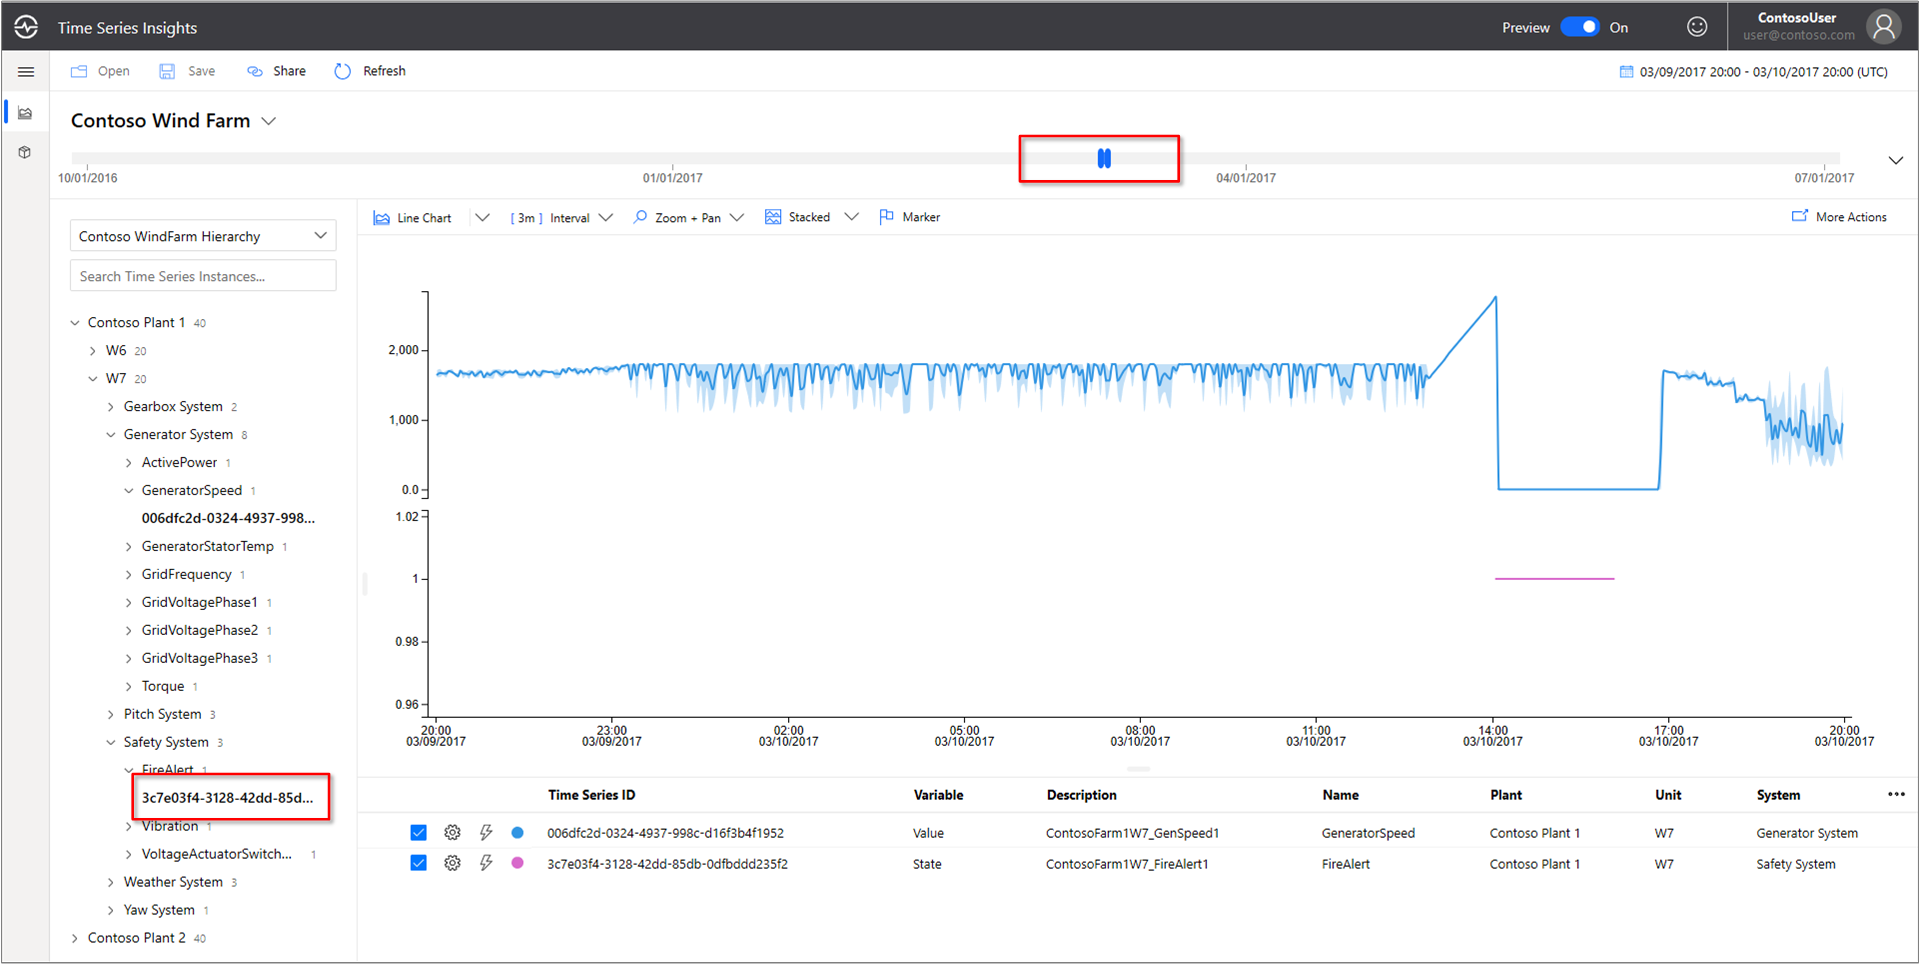 Time Series Insights
Preview On
ContosoUser
user@contoso.com
Open Save Share Refresh
03/09/2017 20:00 - 03/10/2017 20:00 (UTC)
Contoso Wind Farm
10/01/2016 01/01/2017 04/01/2017 07/01/2017
Contoso WindFarm Hierarchy
Search Time Series Instances...
Contoso Plant 1 40
W6 20
W7 20
Gearbox System 2
Generator System 8
ActivePower 1
GeneratorSpeed 1
006dfc2d-0324-4937-998...
GeneratorStatorTemp 1
GridFrequency 1
GridVoltagePhase1 1
GridVoltagePhase2 1
GridVoltagePhase3 1
Torque 1
Pitch System 3
Safety System 3
FireAlert 1
3c7e03f4-3128-42dd-85d...
Vibration 1
VoltageActuatorSwitch... 1
Weather System 3
Yaw System 1
Contoso Plant 2 40
Line Chart [ 3m ] Interval Zoom + Pan Stacked Marker More Actions
2,000
1,000
0.0
1.02
1
0.98
0.96
20:00 23:00 02:00 05:00 08:00 11:00 14:00 17:00 20:00
03/09/2017 03/09/2017 03/10/2017 03/10/2017 03/10/2017 03/10/2017 03/10/2017 03/10/2017 03/10/2017
Time Series ID Variable Description Name Plant Unit System
006dfc2d-0324-4937-998c-d16f3b4f1952 Value ContosoFarm1W7_GenSpeed1 GeneratorSpeed Contoso Plant 1 W7 Generator System
3c7e03f4-3128-42dd-85db-0dfbddd235f2 State ContosoFarm1W7_FireAlert1 FireAlert Contoso Plant 1 W7 Safety System